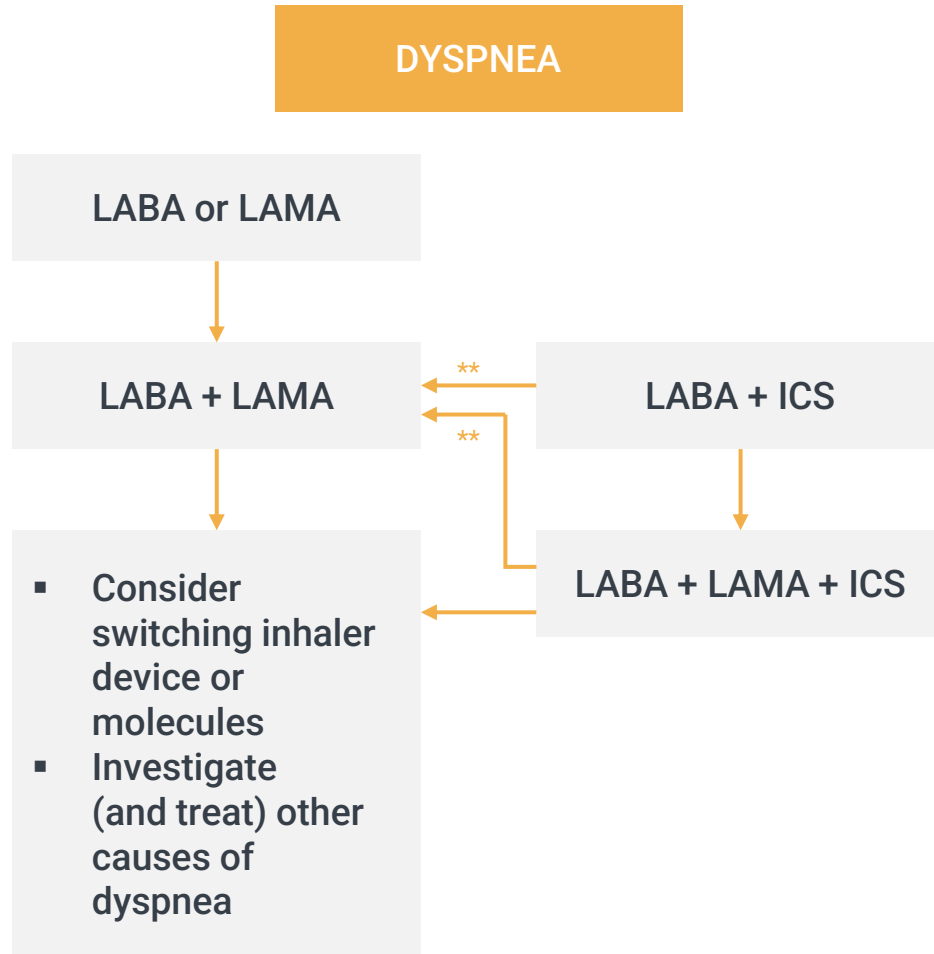 DYSPNEA
LABA or LAMA
LABA + LAMA
**
**
LABA + ICS
LABA + LAMA + ICS
▪ Consider
switching inhaler
device or
molecules
▪ Investigate
(and treat) other
causes of
dyspnea